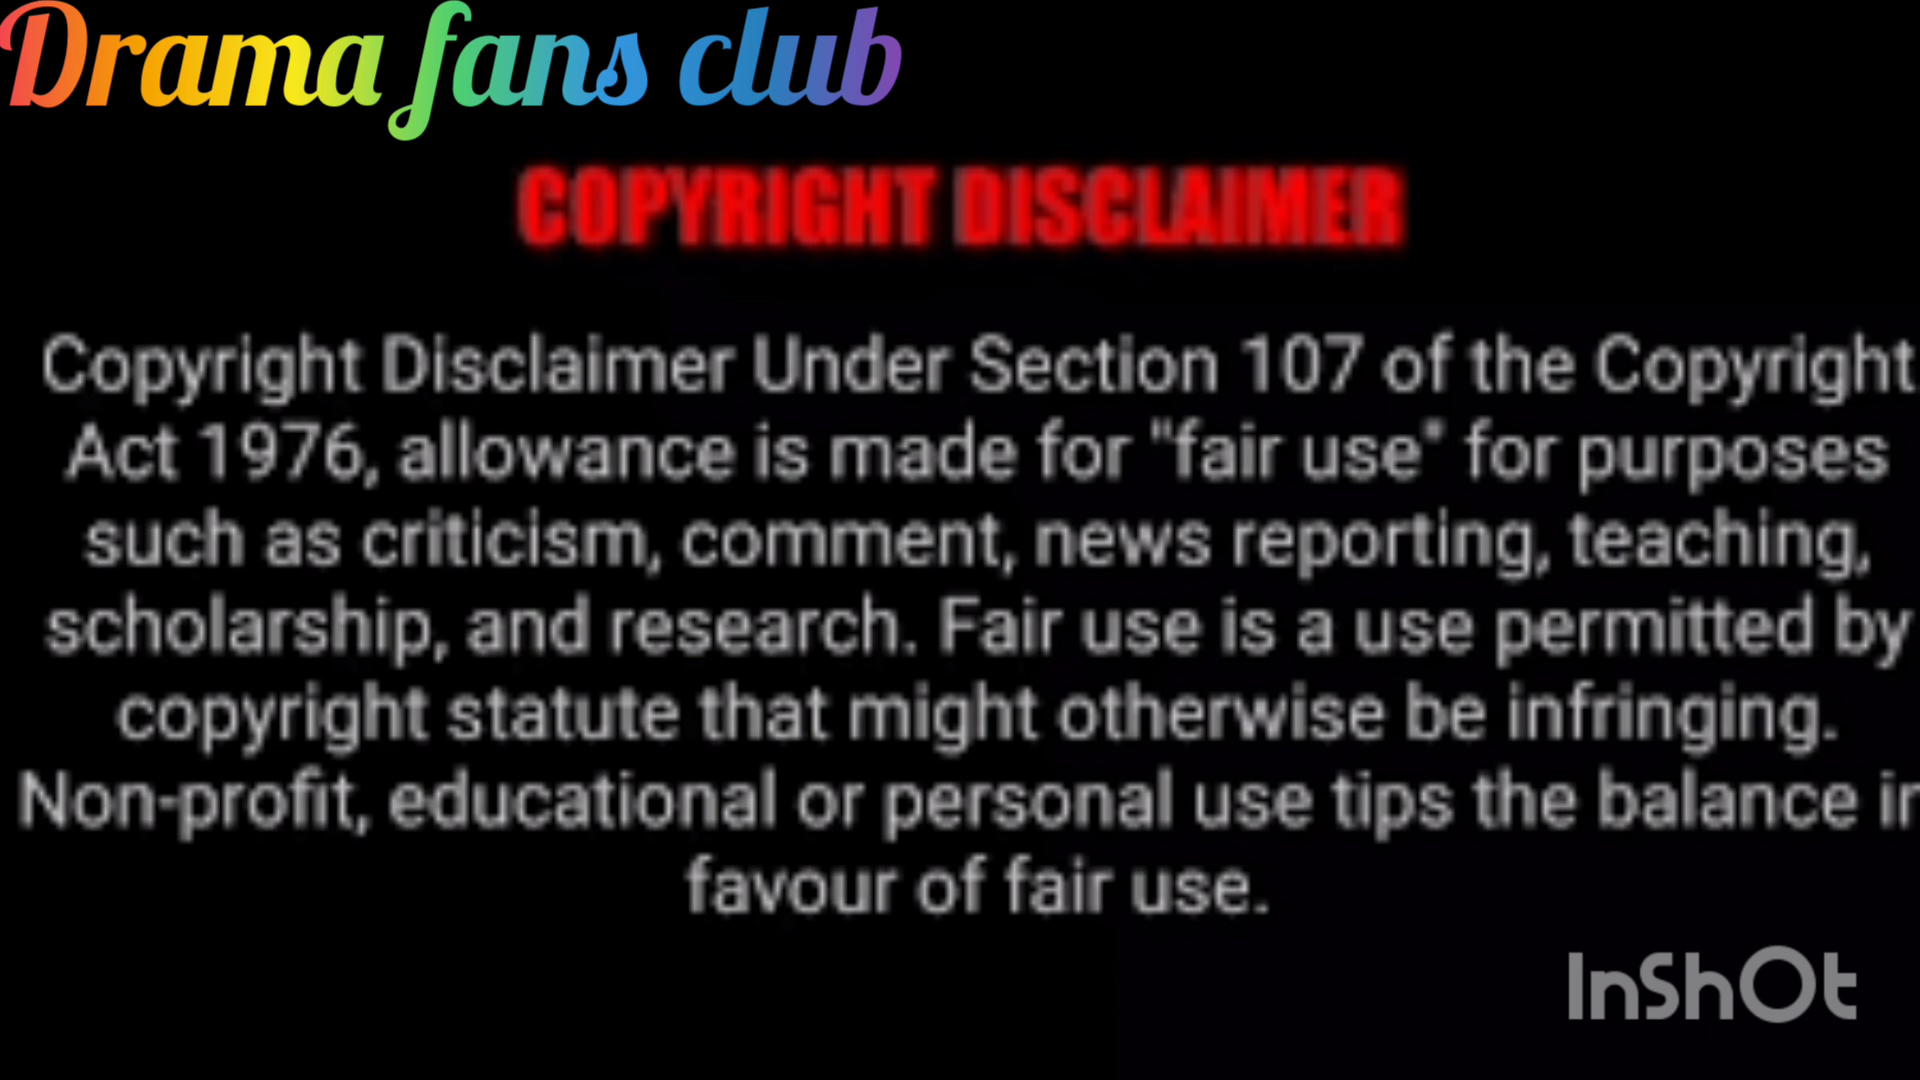 Drama fans club
COPYRIGHT DISCLAIMER
Copyright Disclaimer Under Section 107 of the Copyright
Act 1976, allowance is made for "fair use" for purposes
such as criticism, comment, news reporting, teaching,
scholarship, and research. Fair use is a use permitted by
copyright statute that might otherwise be infringing.
Non-profit, educational or personal use tips the balance in
favour of fair use.
InShOt